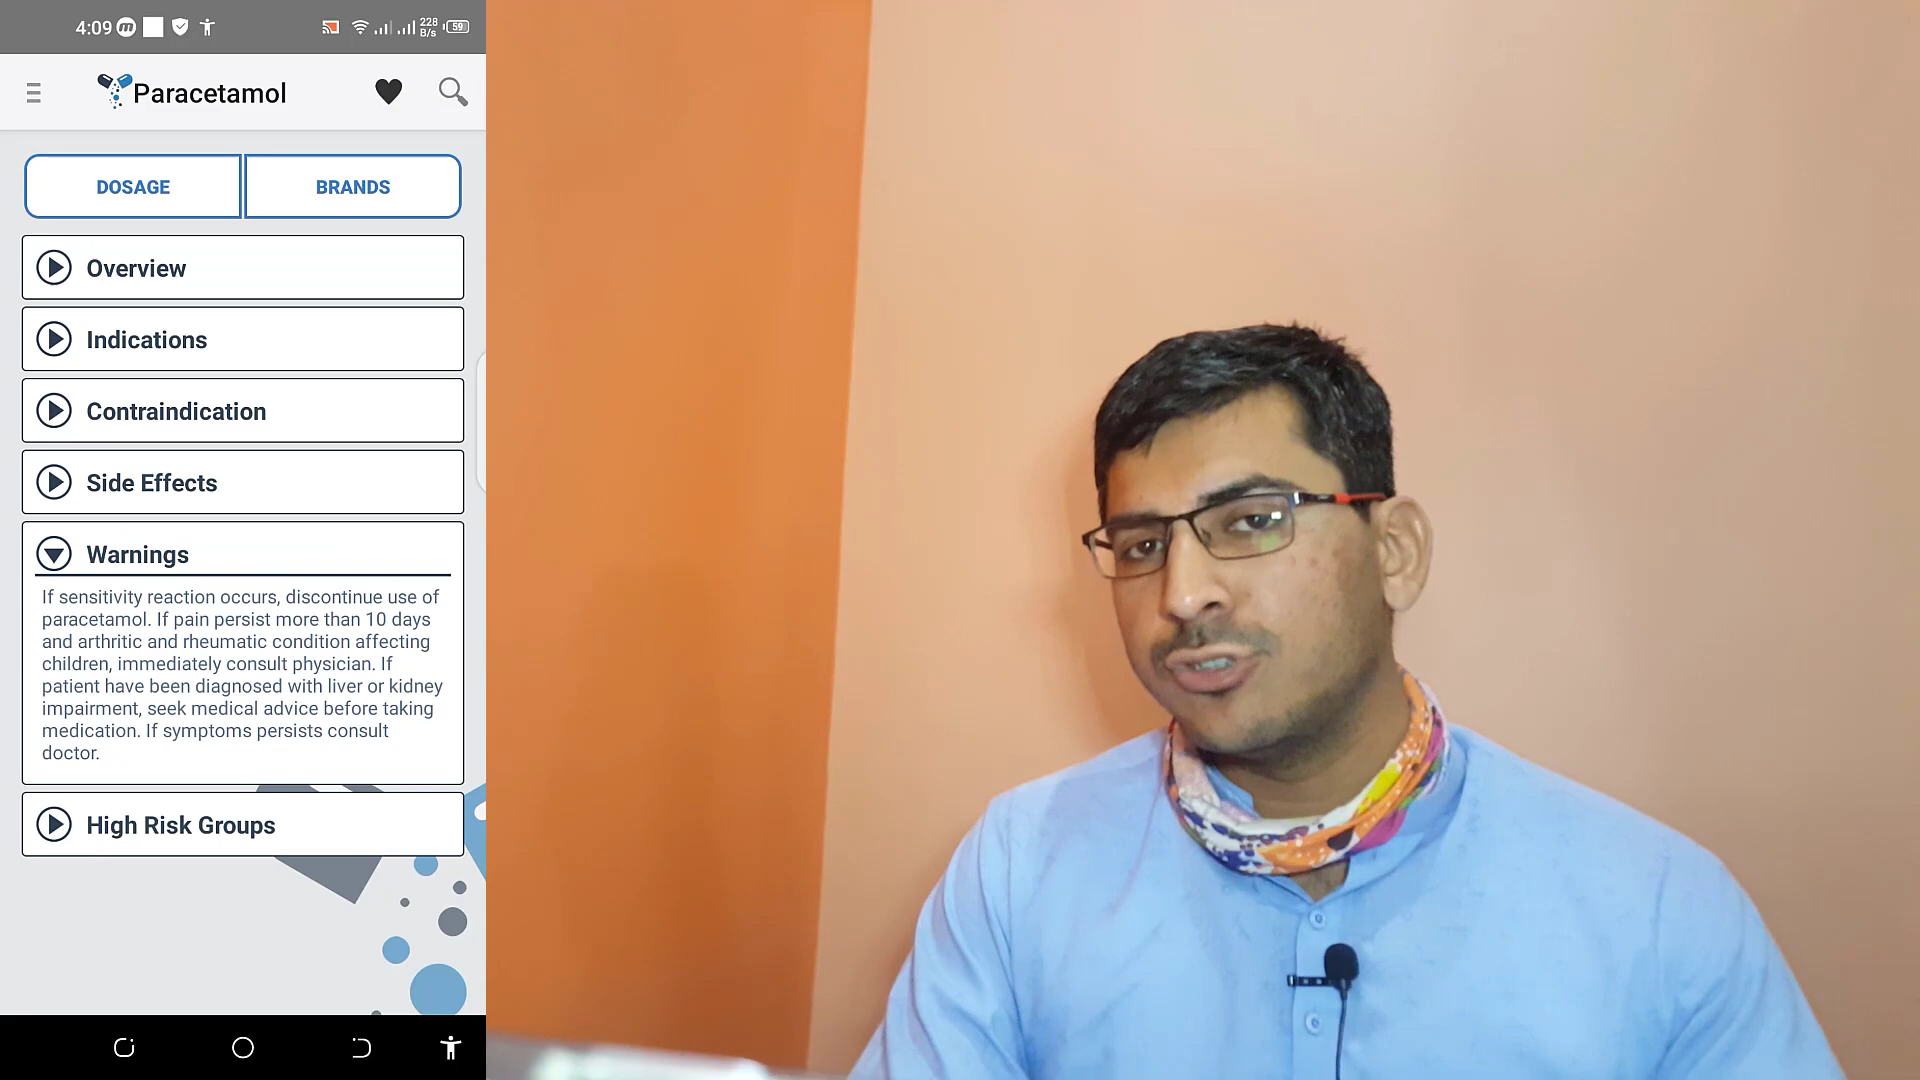 4:09
228
B/s
59
Paracetamol
DOSAGE
BRANDS
Overview
Indications
Contraindication
Side Effects
Warnings
If sensitivity reaction occurs, discontinue use of
paracetamol. If pain persist more than 10 days
and arthritic and rheumatic condition affecting
children, immediately consult physician. If
patient have been diagnosed with liver or kidney
impairment, seek medical advice before taking
medication. If symptoms persists consult
doctor.
High Risk Groups